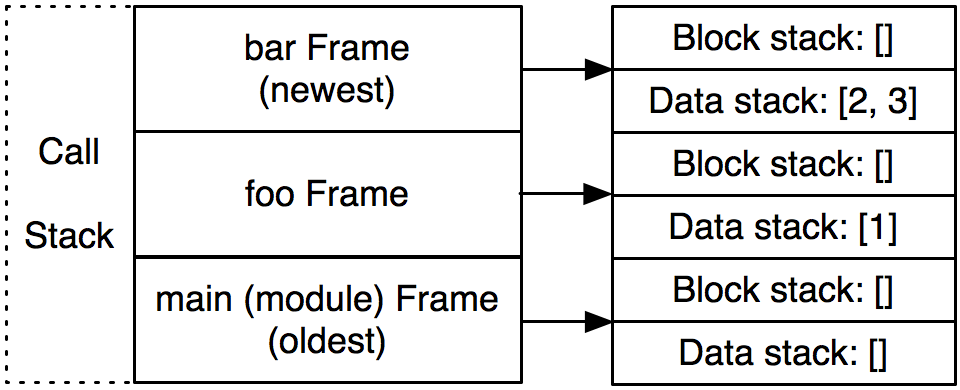 Call
Stack
bar Frame
(newest)
foo Frame
main (module) Frame
(oldest)
Block stack: []
Data stack: [2, 3]
Block stack: []
Data stack: [1]
Block stack: []
Data stack: []